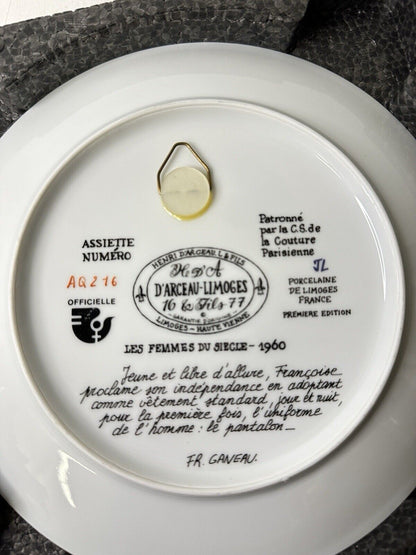 ASSIETTE
NUMÉRO
AQ216
OFFICIELLE
HENRI D'ARCEAU L & FILS
H D'A
D'ARCEAU-LIMOGES
16 & Fils 77
GARANTIE D'ORIGINE
LIMOGES - HAUTE VIENNE
Patronné
par la C.S. de
la Couture
Parisienne
JL
PORCELAINE
DE LIMOGES
FRANCE
PREMIERE EDITION
LES FEMMES DU SIECLE - 1960
Jeune et libre d'allure, Françoise
proclame son indépendance en adoptant
comme vêtement standard, jour et nuit,
pour la première fois, l'uniforme
de l'homme: le pantalon_
FR. GANEAU.